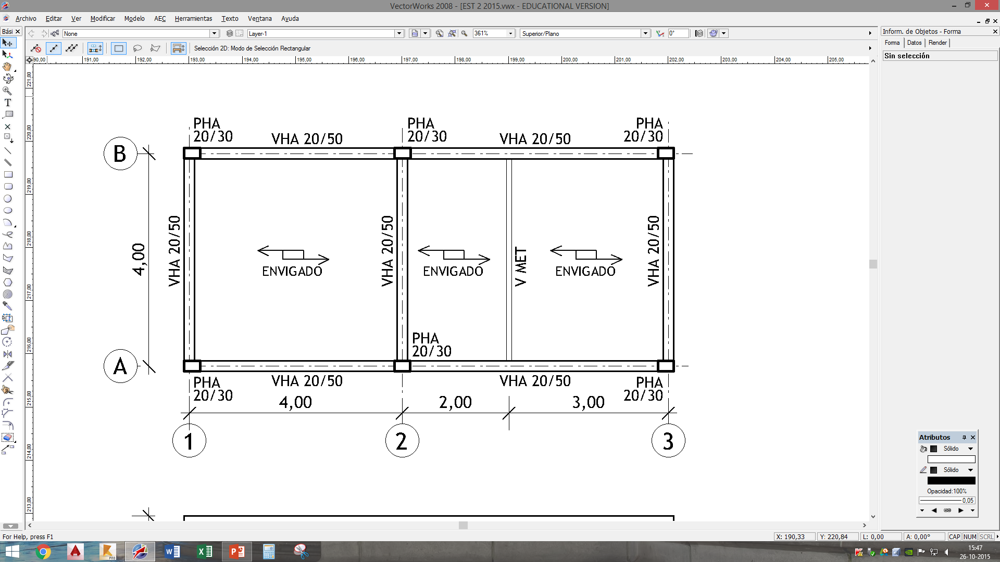 VectorWorks 2008 - [EST 2 2015.vwx - EDUCATIONAL VERSION]
Archivo Editar Ver Modificar Modelo AEC Herramientas Texto Ventana Ayuda
Bási
None
Layer-1
361%
Superior/Plano
0°
Selección 2D: Modo de Selección Rectangular
Inform. de Objetos - Forma
Forma Datos Render
Sin selección
90,00 191,00 192,00 193,00 194,00 195,00 196,00 197,00 198,00 199,00 200,00 201,00 202,00 203,00 204,00 205,00
221,00
220,00
219,00
218,00
217,00
216,00
215,00
214,00
213,00
PHA
20/30
VHA 20/50
PHA
20/30
VHA 20/50
PHA
20/30
B
4,00
VHA 20/50
ENVIGADO
VHA 20/50
ENVIGADO
V MET
ENVIGADO
VHA 20/50
PHA
20/30
A
PHA
20/30
VHA 20/50
VHA 20/50
PHA
20/30
4,00
2,00
3,00
1
2
3
Atributos
Sólido
Sólido
Opacidad:100%
0,05
For Help, press F1
X: 190,33
Y: 220,84
L: 0,00
A: 0,00°
CAP NUM SCRL
PRO
15:47
26-10-2015